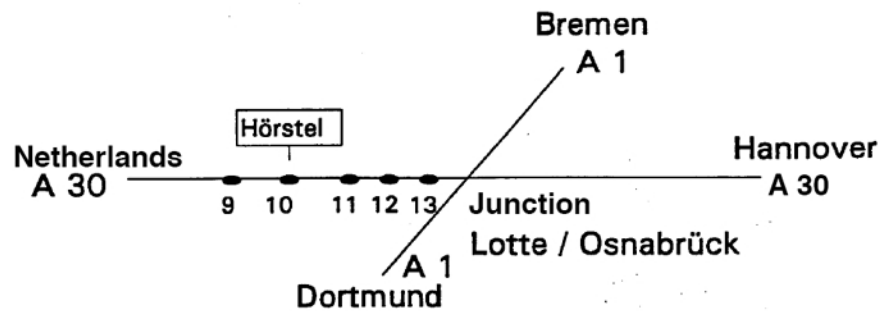 Bremen
A 1
Hörstel
Netherlands
A 30
Hannover
A 30
9 10 11 12 13
Junction
Lotte / Osnabrück
A 1
Dortmund